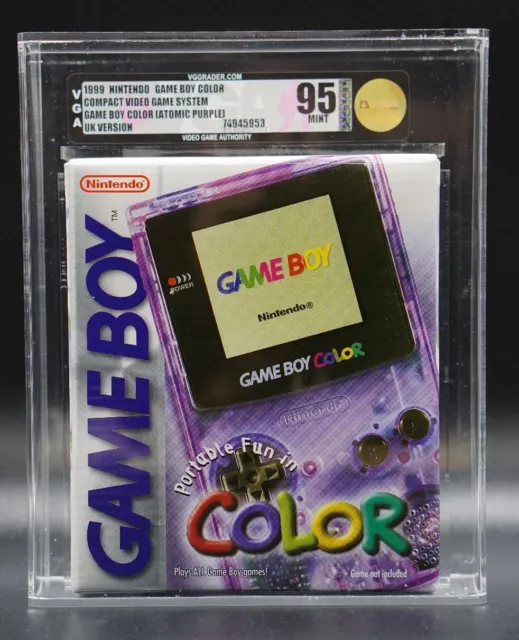 VGGRADER.COM
VGA
1999 NINTENDO GAME BOY COLOR
COMPACT VIDEO GAME SYSTEM
GAME BOY COLOR [ATOMIC PURPLE]
UK VERSION 74945953
95
MINT
VIDEO GAME AUTHORITY
Nintendo
GAME BOY™
POWER
GAME BOY
Nintendo®
GAME BOY COLOR
Nintendo
B A
Portable Fun in
COLOR
Plays ALL Game Boy games!
Game not included